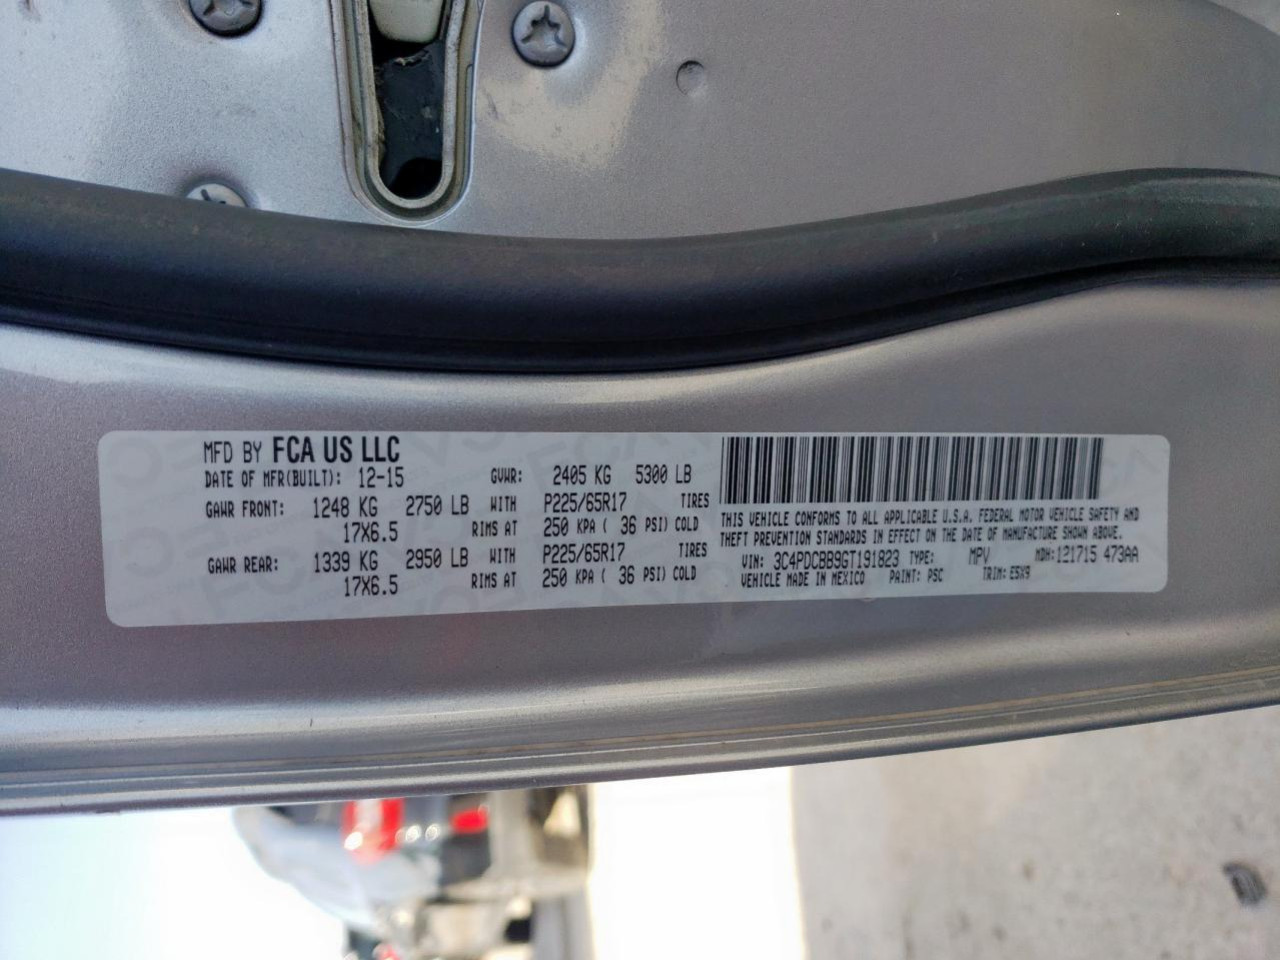 MFD BY FCA US LLC
DATE OF MFR(BUILT): 12-15 GVWR: 2405 KG 5300 LB
GAWR FRONT: 1248 KG 2750 LB WITH P225/65R17 TIRES
17X6.5 RIMS AT 250 KPA ( 36 PSI) COLD
GAWR REAR: 1339 KG 2950 LB WITH P225/65R17 TIRES
17X6.5 RIMS AT 250 KPA ( 36 PSI) COLD
THIS VEHICLE CONFORMS TO ALL APPLICABLE U.S.A. FEDERAL MOTOR VEHICLE SAFETY AND
THEFT PREVENTION STANDARDS IN EFFECT ON THE DATE OF MANUFACTURE SHOWN ABOVE.
VIN: 3C4PDCBB9GT191823 TYPE: MPV MDH:121715 473AA
VEHICLE MADE IN MEXICO PAINT: PSC TRIM: E5X9